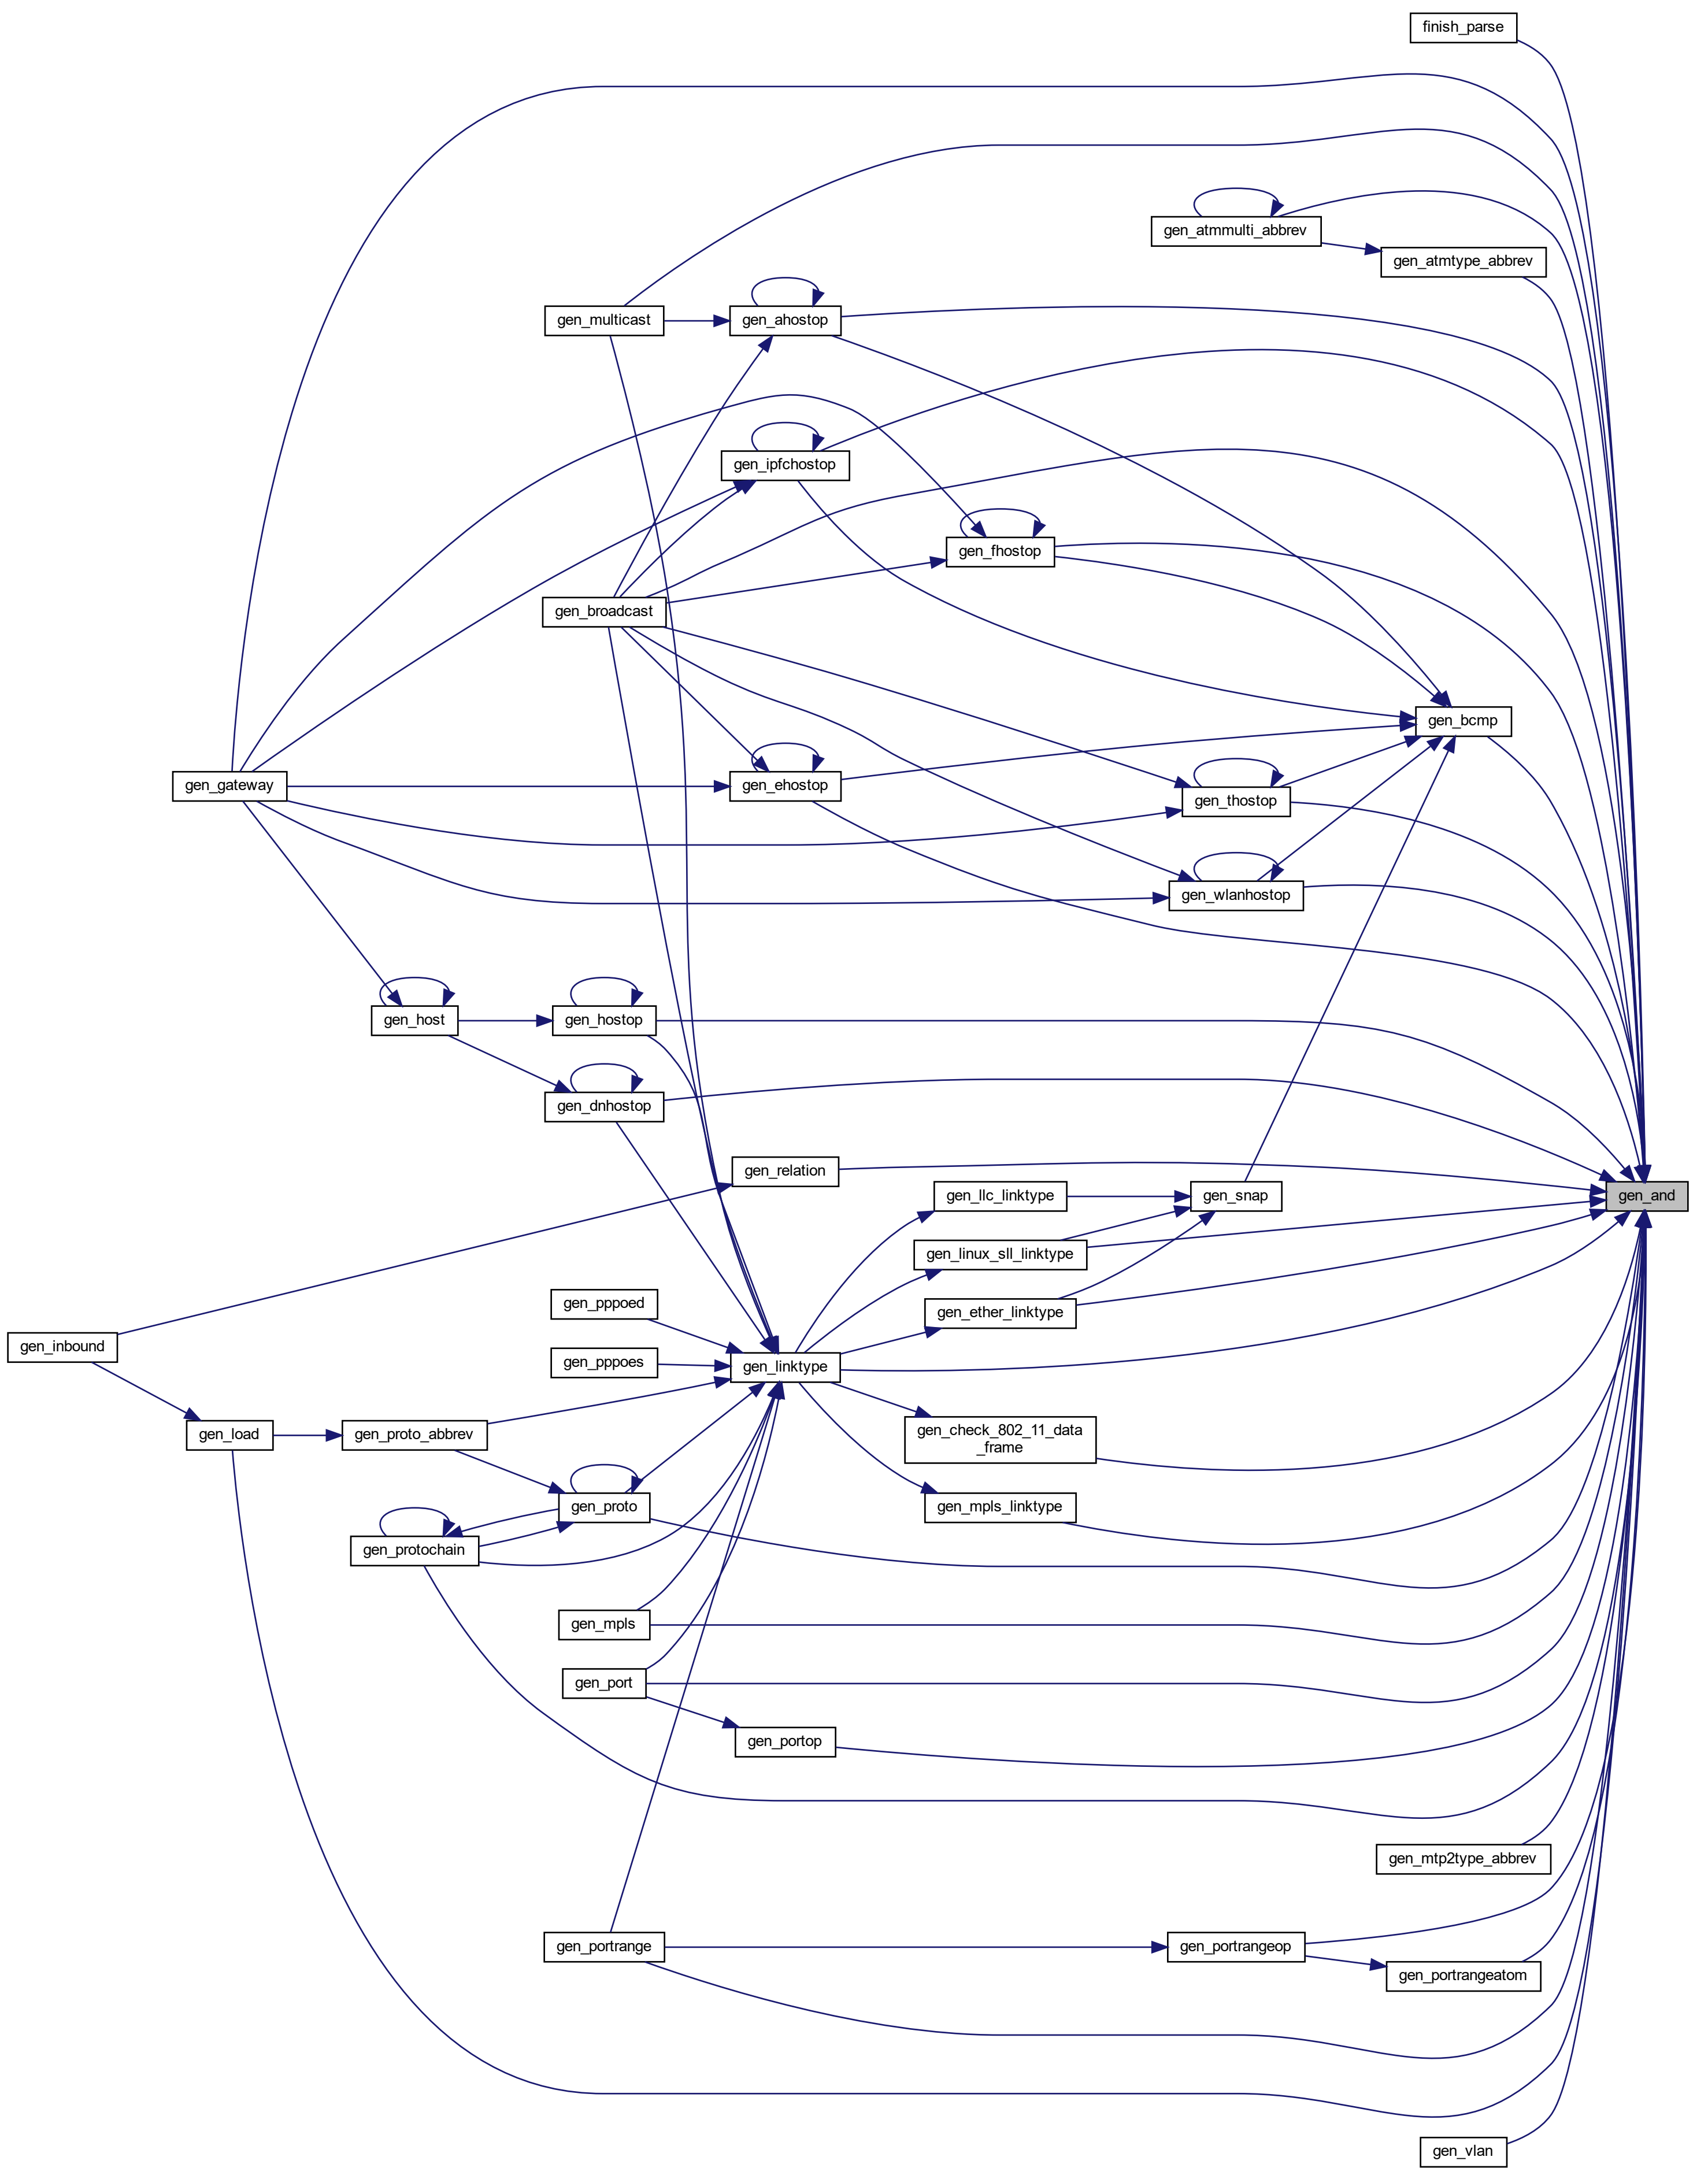 finish_parse
gen_atmmulti_abbrev
gen_atmtype_abbrev
gen_multicast
gen_ahostop
gen_ipfchostop
gen_fhostop
gen_broadcast
gen_bcmp
gen_gateway
gen_ehostop
gen_thostop
gen_wlanhostop
gen_host
gen_hostop
gen_dnhostop
gen_relation
gen_llc_linktype
gen_snap
gen_and
gen_linux_sll_linktype
gen_pppoed
gen_ether_linktype
gen_inbound
gen_pppoes
gen_linktype
gen_load
gen_proto_abbrev
gen_check_802_11_data
_frame
gen_proto
gen_mpls_linktype
gen_protochain
gen_mpls
gen_port
gen_portop
gen_mtp2type_abbrev
gen_portrange
gen_portrangeop
gen_portrangeatom
gen_vlan